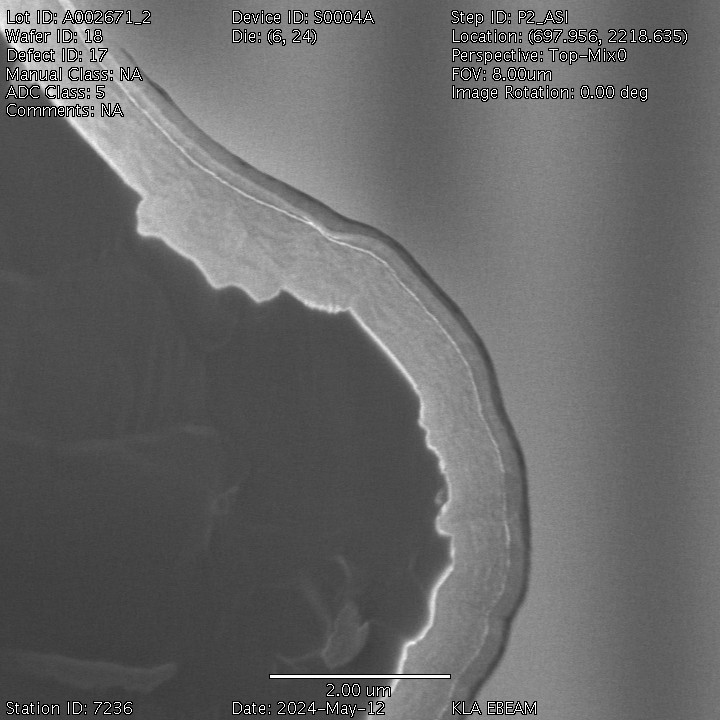 Lot ID: A002671_2 Device ID: S0004A Step ID: P2_ASI
Wafer ID: 18 Die: (6, 24) Location: (697.956, 2218.635)
Defect ID: 17 Perspective: Top-Mix0
Manual Class: NA FOV: 8.00um
ADC Class: 5 Image Rotation: 0.00 deg
Comments: NA
2.00 um
Station ID: 7236 Date: 2024-May-12 KLA EBEAM